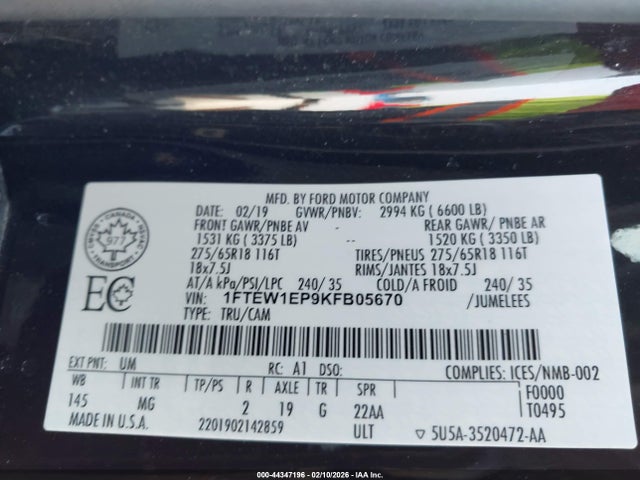 MFD. BY FORD MOTOR COMPANY
DATE: 02/19 GVWR/PNBV: 2994 KG ( 6600 LB)
FRONT GAWR/PNBE AV REAR GAWR/ PNBE AR
1531 KG ( 3375 LB) -- 1520 KG ( 3350 LB)
275/65R18 116T TIRES/PNEUS 275/65R18 116T
18x7.5J RIMS/JANTES 18x7.5J
AT/A kPa/PSI/LPC 240/ 35 COLD/A FROID 240/ 35
VIN: 1FTEW1EP9KFB05670 /JUMELEES
TYPE: TRU/CAM
CANADA
977
TRANSPORT
EC
EXT PNT: UM RC: A1 DSO: COMPLIES: ICES/NMB-002
WB INT TR TP/PS R AXLE TR SPR F0000
145 MG 2 19 G 22AA T0495
MADE IN U.S.A. 2201902142859 ULT 5U5A-3520472-AA
000-44347196 - 02/10/2026 - IAA Inc.